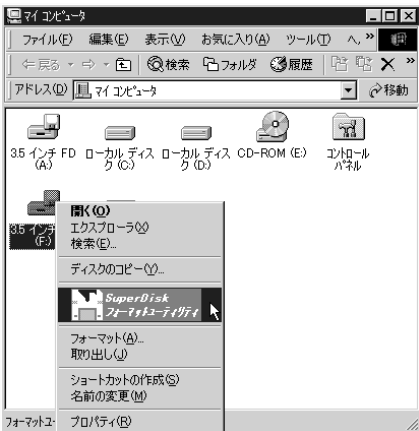 マイ コンピュータ
ファイル(F) 編集(E) 表示(V) お気に入り(A) ツール(T) ヘ, »
戻る 検索 フォルダ 履歴 »
アドレス(D) マイ コンピュータ 移動
3.5 インチ FD (A:)
ローカル ディスク (C:)
ローカル ディスク (D:)
CD-ROM (E:)
コントロール パネル
3.5 インチ (F:)
開く(O)
エクスプローラ(X)
検索(E)...
ディスクのコピー(Y)...
SuperDisk
フォーマットユーティリティ
フォーマット(A)...
取り出し(J)
ショートカットの作成(S)
名前の変更(M)
プロパティ(R)
フォーマットユ